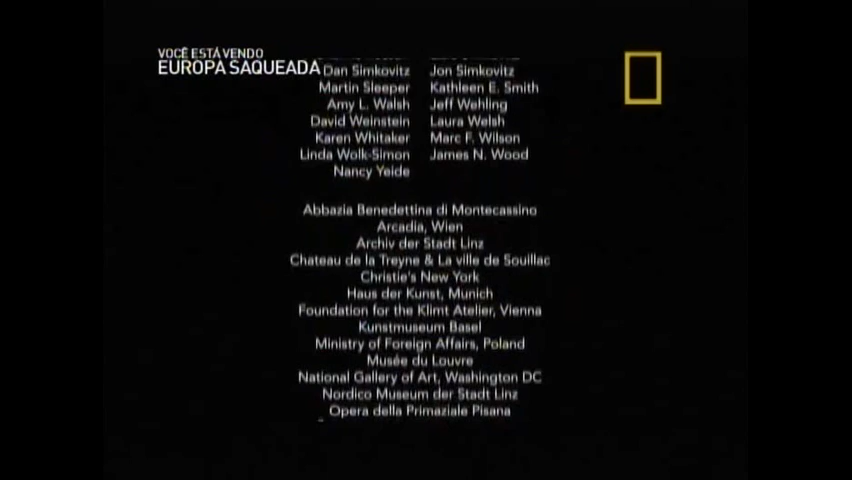 VOCÊ ESTÁ VENDO
EUROPA SAQUEADA
Dan Simkovitz Jon Simkovitz
Martin Sleeper Kathleen E. Smith
Amy L. Walsh Jeff Wehling
David Weinstein Laura Welsh
Karen Whitaker Marc F. Wilson
Linda Wolk-Simon James N. Wood
Nancy Yeide
Abbazia Benedettina di Montecassino
Arcadia, Wien
Archiv der Stadt Linz
Chateau de la Treyne & La ville de Souillac
Christie's New York
Haus der Kunst, Munich
Foundation for the Klimt Atelier, Vienna
Kunstmuseum Basel
Ministry of Foreign Affairs, Poland
Musée du Louvre
National Gallery of Art, Washington DC
Nordico Museum der Stadt Linz
Opera della Primaziale Pisana